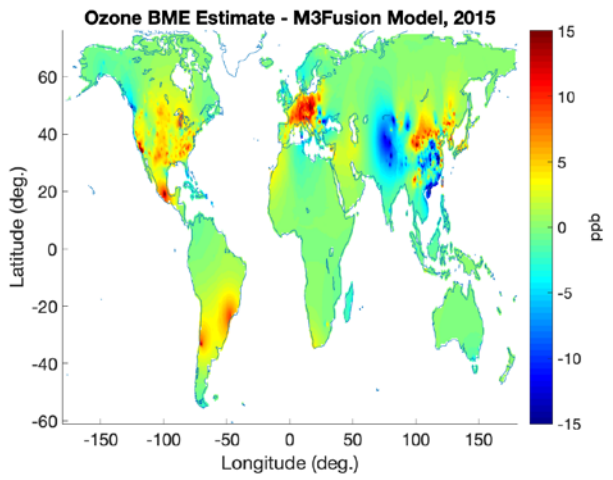 Ozone BME Estimate - M3Fusion Model, 2015
15
10
5
0
-5
-10
-15
ppb
60
40
20
0
-20
-40
-60
Latitude (deg.)
-150 -100 -50 0 50 100 150
Longitude (deg.)